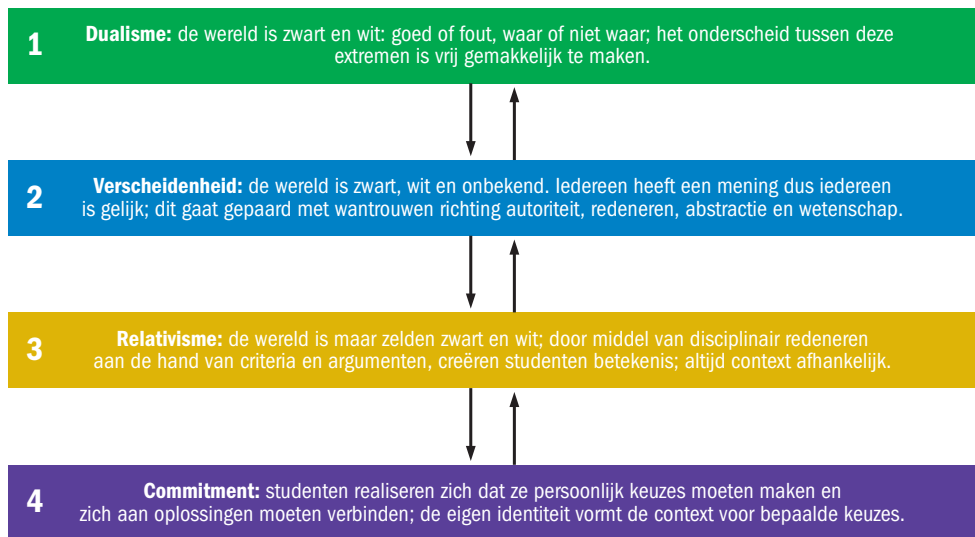 1
Dualisme: de wereld is zwart en wit: goed of fout, waar of niet waar; het onderscheid tussen deze
extremen is vrij gemakkelijk te maken.
2
Verscheidenheid: de wereld is zwart, wit en onbekend. Iedereen heeft een mening dus iedereen
is gelijk; dit gaat gepaard met wantrouwen richting autoriteit, redeneren, abstractie en wetenschap.
3
Relativisme: de wereld is maar zelden zwart en wit; door middel van disciplinair redeneren
aan de hand van criteria en argumenten, creëren studenten betekenis; altijd context afhankelijk.
4
Commitment: studenten realiseren zich dat ze persoonlijk keuzes moeten maken en
zich aan oplossingen moeten verbinden; de eigen identiteit vormt de context voor bepaalde keuzes.